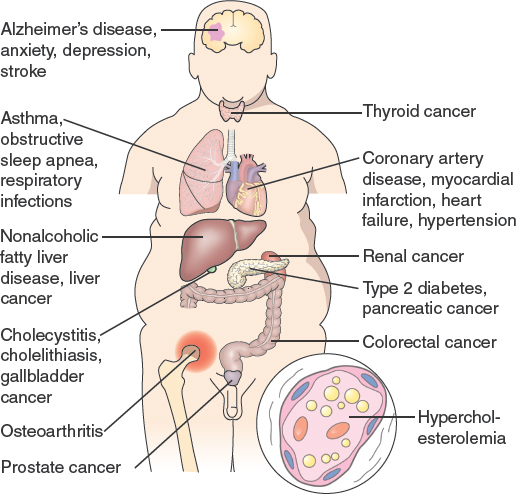 Alzheimer's disease,
anxiety, depression,
stroke
Asthma,
obstructive
sleep apnea,
respiratory
infections
Nonalcoholic
fatty liver
disease, liver
cancer
Cholecystitis,
cholelithiasis,
gallbladder
cancer
Osteoarthritis
Prostate cancer
Thyroid cancer
Coronary artery
disease, myocardial
infarction, heart
failure, hypertension
Renal cancer
Type 2 diabetes,
pancreatic cancer
Colorectal cancer
Hyperchol-
esterolemia